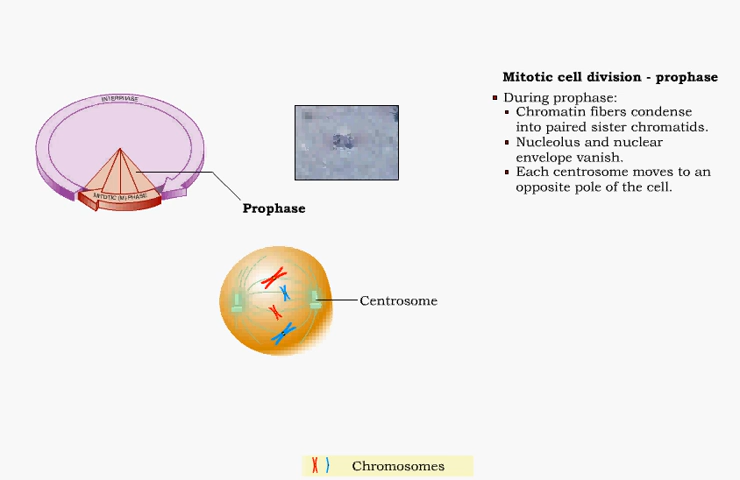 Mitotic cell division - prophase
During prophase:
Chromatin fibers condense
into paired sister chromatids.
Nucleolus and nuclear
envelope vanish.
Each centrosome moves to an
opposite pole of the cell.
INTERPHASE
MITOTIC (M) PHASE
Prophase
Centrosome
Chromosomes